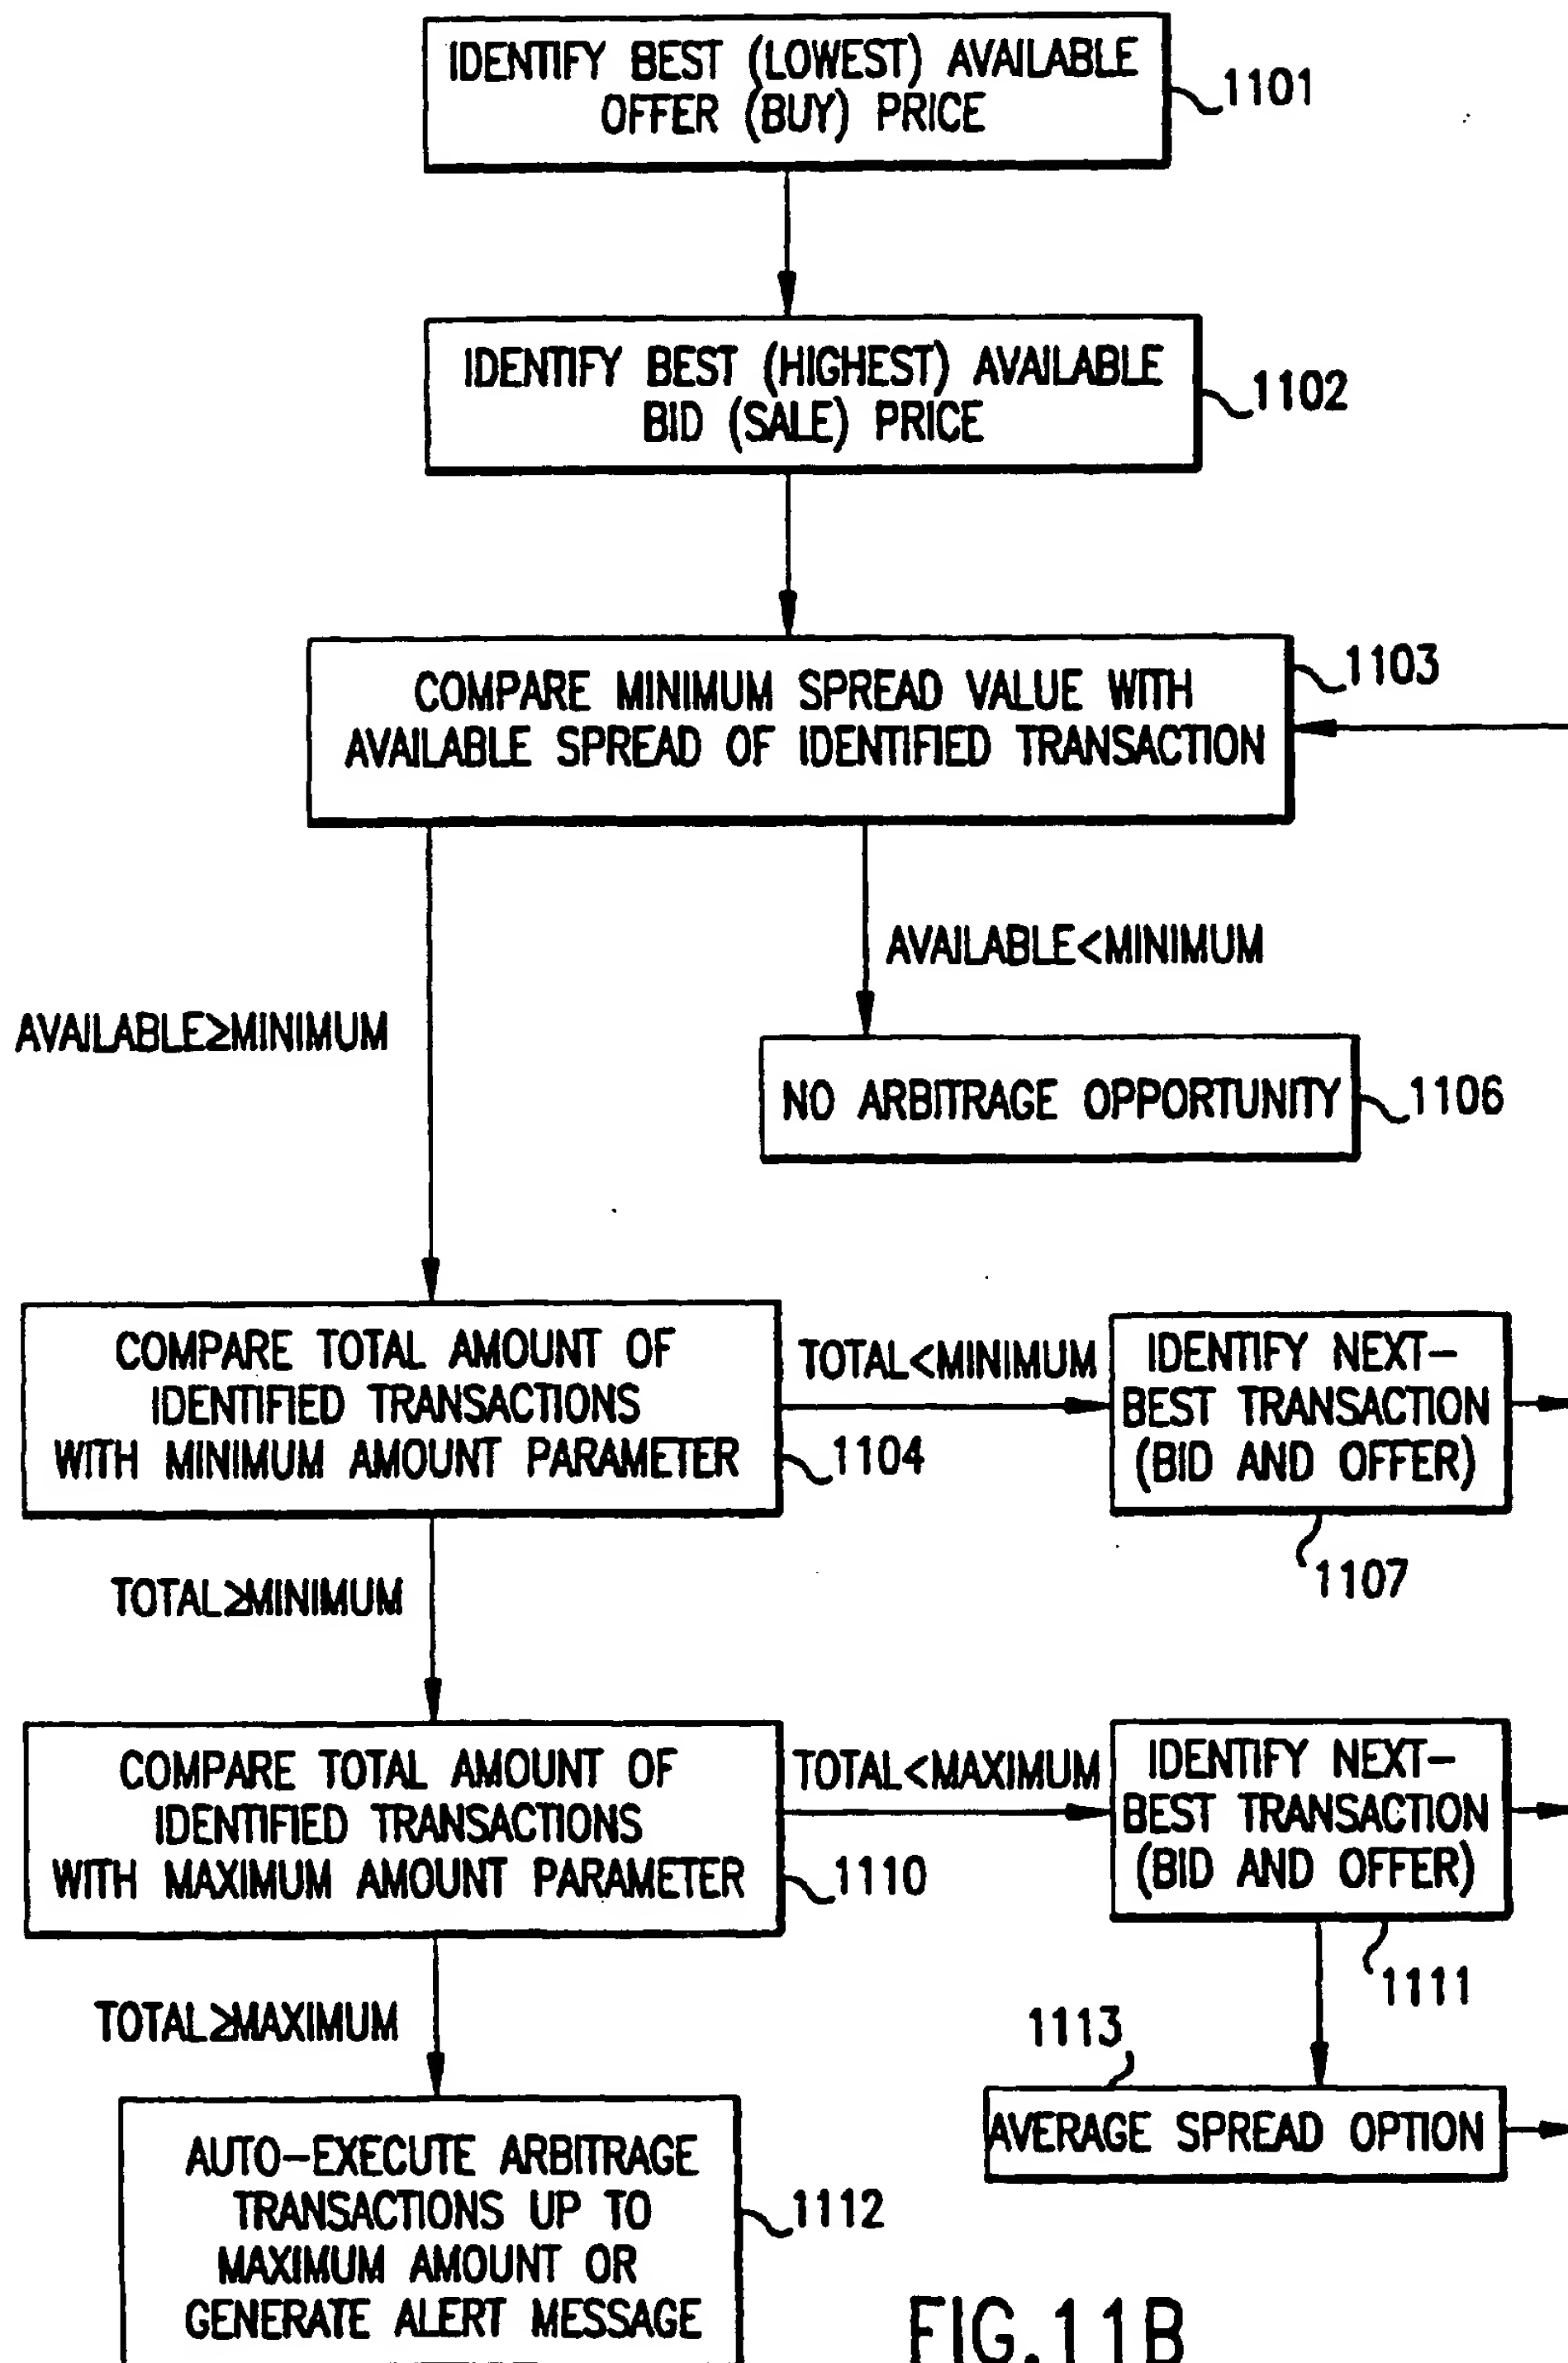 IDENTIFY BEST (LOWEST) AVAILABLE
OFFER (BUY) PRICE
1101
IDENTIFY BEST (HIGHEST) AVAILABLE
BID (SALE) PRICE
1102
COMPARE MINIMUM SPREAD VALUE WITH
AVAILABLE SPREAD OF IDENTIFIED TRANSACTION
1103
AVAILABLE<MINIMUM
AVAILABLE≥MINIMUM
NO ARBITRAGE OPPORTUNITY
1106
COMPARE TOTAL AMOUNT OF
IDENTIFIED TRANSACTIONS
WITH MINIMUM AMOUNT PARAMETER
1104
TOTAL<MINIMUM
IDENTIFY NEXT-
BEST TRANSACTION
(BID AND OFFER)
1107
TOTAL≥MINIMUM
COMPARE TOTAL AMOUNT OF
IDENTIFIED TRANSACTIONS
WITH MAXIMUM AMOUNT PARAMETER
1110
TOTAL<MAXIMUM
IDENTIFY NEXT-
BEST TRANSACTION
(BID AND OFFER)
1111
TOTAL≥MAXIMUM
1113
AVERAGE SPREAD OPTION
AUTO-EXECUTE ARBITRAGE
TRANSACTIONS UP TO
MAXIMUM AMOUNT OR
GENERATE ALERT MESSAGE
1112
FIG.11B